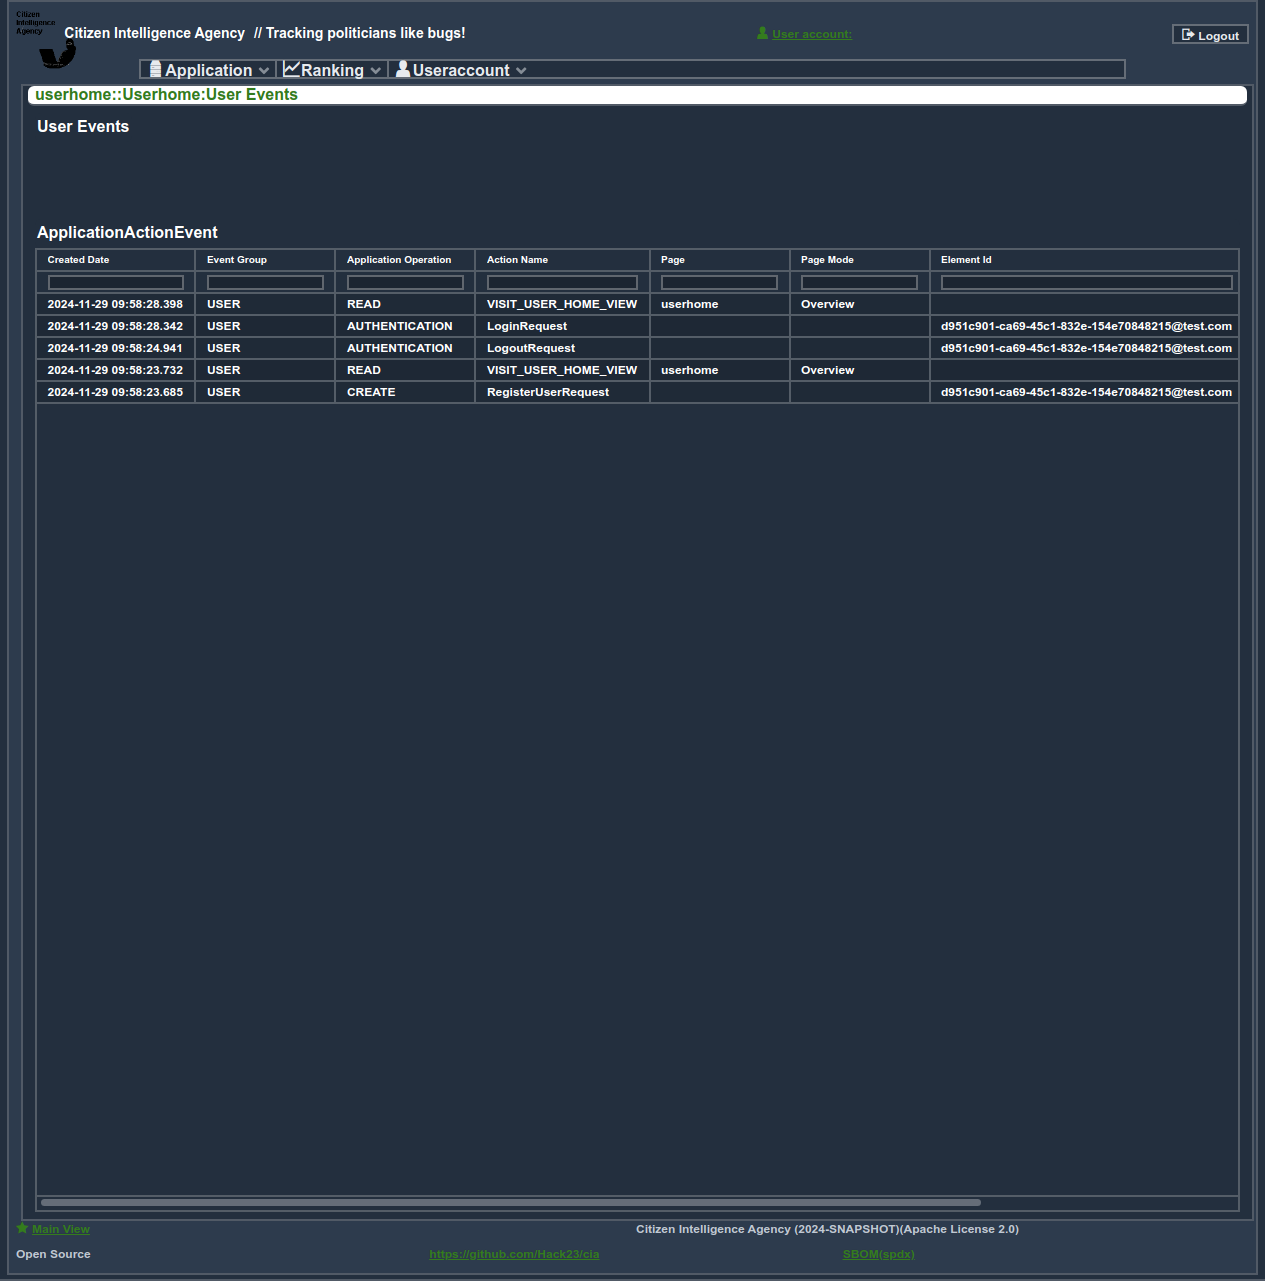 Citizen
Intelligence
Agency
Citizen Intelligence Agency // Tracking politicians like bugs!
User account:
Logout
Application Ranking Useraccount
userhome::Userhome:User Events
User Events
ApplicationActionEvent
Created Date Event Group Application Operation Action Name Page Page Mode Element Id
2024-11-29 09:58:28.398 USER READ VISIT_USER_HOME_VIEW userhome Overview
2024-11-29 09:58:28.342 USER AUTHENTICATION LoginRequest d951c901-ca69-45c1-832e-154e70848215@test.com
2024-11-29 09:58:24.941 USER AUTHENTICATION LogoutRequest d951c901-ca69-45c1-832e-154e70848215@test.com
2024-11-29 09:58:23.732 USER READ VISIT_USER_HOME_VIEW userhome Overview
2024-11-29 09:58:23.685 USER CREATE RegisterUserRequest d951c901-ca69-45c1-832e-154e70848215@test.com
Main View Citizen Intelligence Agency (2024-SNAPSHOT)(Apache License 2.0)
Open Source https://github.com/Hack23/cia SBOM(spdx)